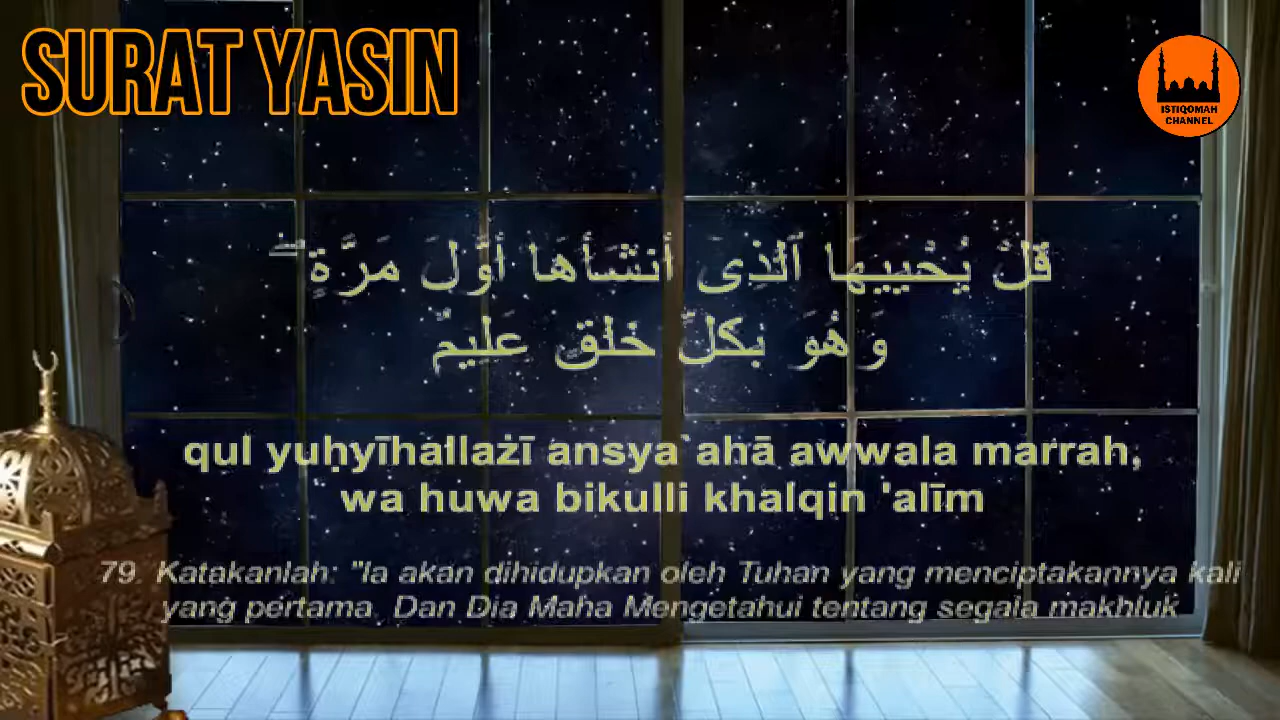 SURAT YASIN
ISTIQOMAH
CHANNEL
قُلْ يُحْيِيهَا ٱلَّذِىٓ أَنشَأَهَآ أَوَّلَ مَرَّةٍ ۖ
وَهُوَ بِكُلِّ خَلْقٍ عَلِيمٌ
qul yuḥyīhallażī ansya`ahā awwala marrah,
wa huwa bikulli khalqin 'alīm
79. Katakanlah: "Ia akan dihidupkan oleh Tuhan yang menciptakannya kali
yang pertama. Dan Dia Maha Mengetahui tentang segala makhluk